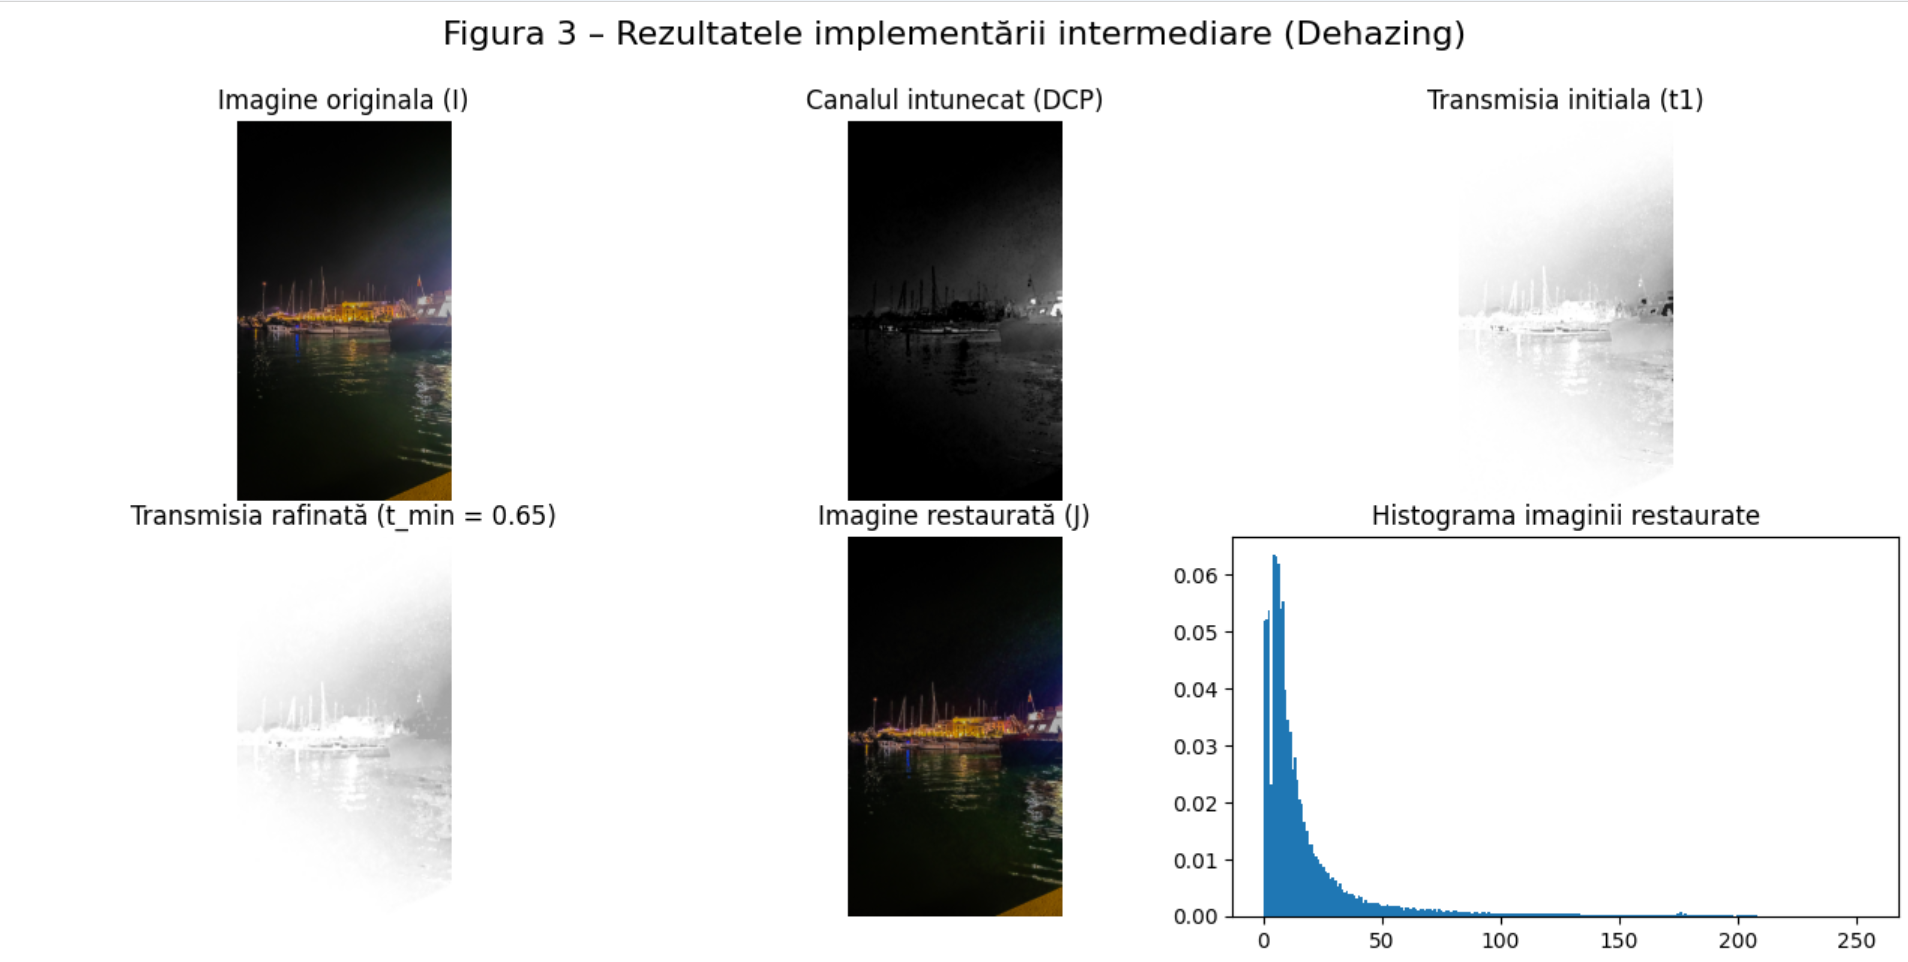 Figura 3 – Rezultatele implementării intermediare (Dehazing)
Imagine originala (I)
Canalul intunecat (DCP)
Transmisia initiala (t1)
Transmisia rafinată (t_min = 0.65)
Imagine restaurată (J)
Histograma imaginii restaurate
0.06
0.05
0.04
0.03
0.02
0.01
0.00
0 50 100 150 200 250